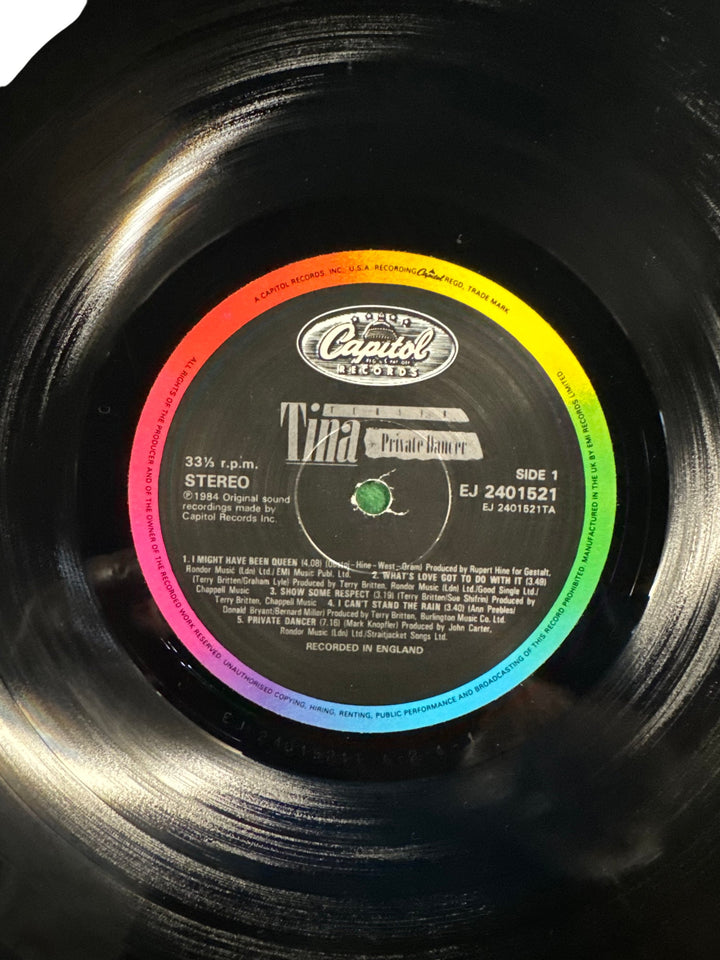 A CAPITOL RECORDS, INC., U.S.A. RECORDING Capitol REGD. TRADE MARK
ALL RIGHTS OF THE PRODUCER AND OF THE OWNER OF THE RECORDED WORK RESERVED. UNAUTHORISED COPYING, HIRING, RENTING, PUBLIC PERFORMANCE AND BROADCASTING OF THIS RECORD PROHIBITED. MANUFACTURED IN THE UK BY EMI RECORDS LIMITED
Capitol
RECORDS
Tina
Private Dancer
33⅓ r.p.m.
STEREO
℗ 1984 Original sound
recordings made by
Capitol Records Inc.
SIDE 1
EJ 2401521
EJ 2401521TA
1. I MIGHT HAVE BEEN QUEEN (4.08) Hine-West-Oram) Produced by Rupert Hine for Gestalt,
Rondor Music (Ldn) Ltd./EMI Music Publ. Ltd. 2. WHAT'S LOVE GOT TO DO WITH IT (3.49)
(Terry Britten/Graham Lyle) Produced by Terry Britten, Rondor Music (Ldn) Ltd./Good Single Ltd./
Chappell Music 3. SHOW SOME RESPECT (3.19) (Terry Britten/Sue Shifrin) Produced by
Terry Britten, Chappell Music 4. I CAN'T STAND THE RAIN (3.40) (Ann Peebles/
Donald Bryant/Bernard Miller) Produced by Terry Britten, Burlington Music Co. Ltd.
5. PRIVATE DANCER (7.16) (Mark Knopfler) Produced by John Carter,
Rondor Music (Ldn) Ltd./Straitjacket Songs Ltd.
RECORDED IN ENGLAND